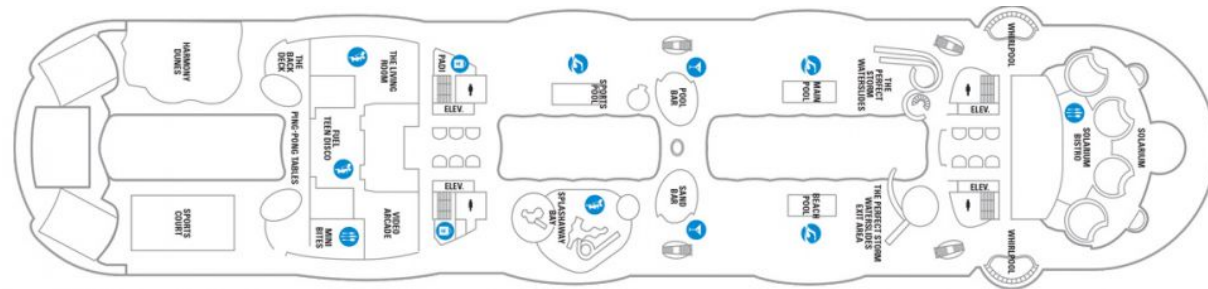 HARMONY
DUNES
THE
BACK
DECK
THE LIVING
ROOM
PADI
ELEV.
SPORTS
POOL
POOL
BAR
MAIN
POOL
THE
PERFECT
STORM
WATERSLIDES
ELEV.
WHIRLPOOL
PING-PONG TABLES
FUEL
TEEN DISCO
SOLARIUM
BISTRO
SOLARIUM
SPORTS
COURT
MINI
BITES
VIDEO
ARCADE
ELEV.
SPLASHAWAY
BAY
SAND
BAR
BEACH
POOL
THE PERFECT STORM
WATERSLIDES
EXIT AREA
ELEV.
WHIRLPOOL